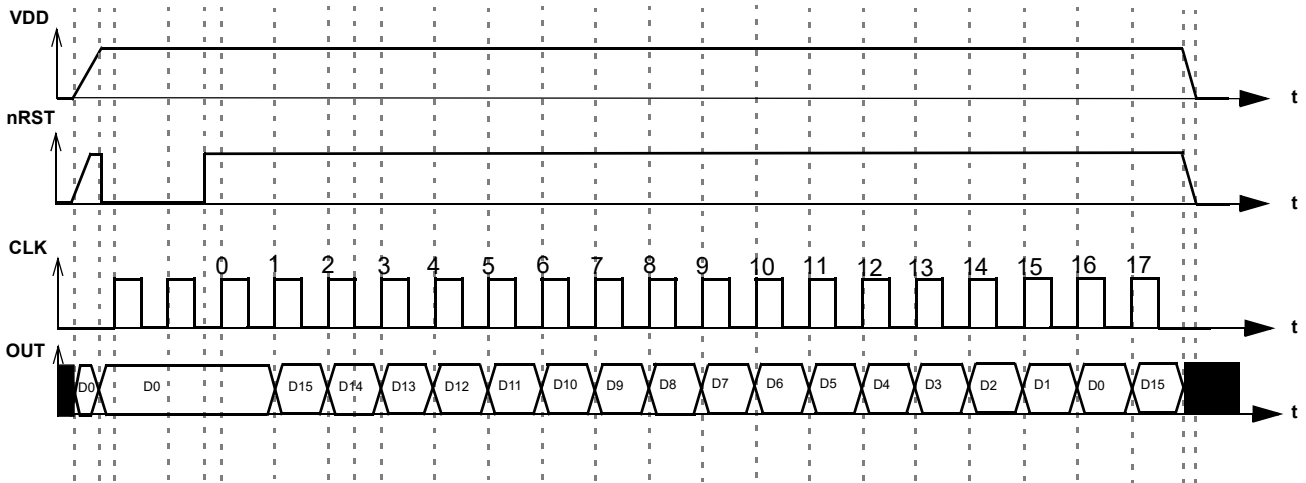 VDD
t
nRST
t
CLK
0 1 2 3 4 5 6 7 8 9 10 11 12 13 14 15 16 17
t
OUT
D0 D0 D15 D14 D13 D12 D11 D10 D9 D8 D7 D6 D5 D4 D3 D2 D1 D0 D15
t